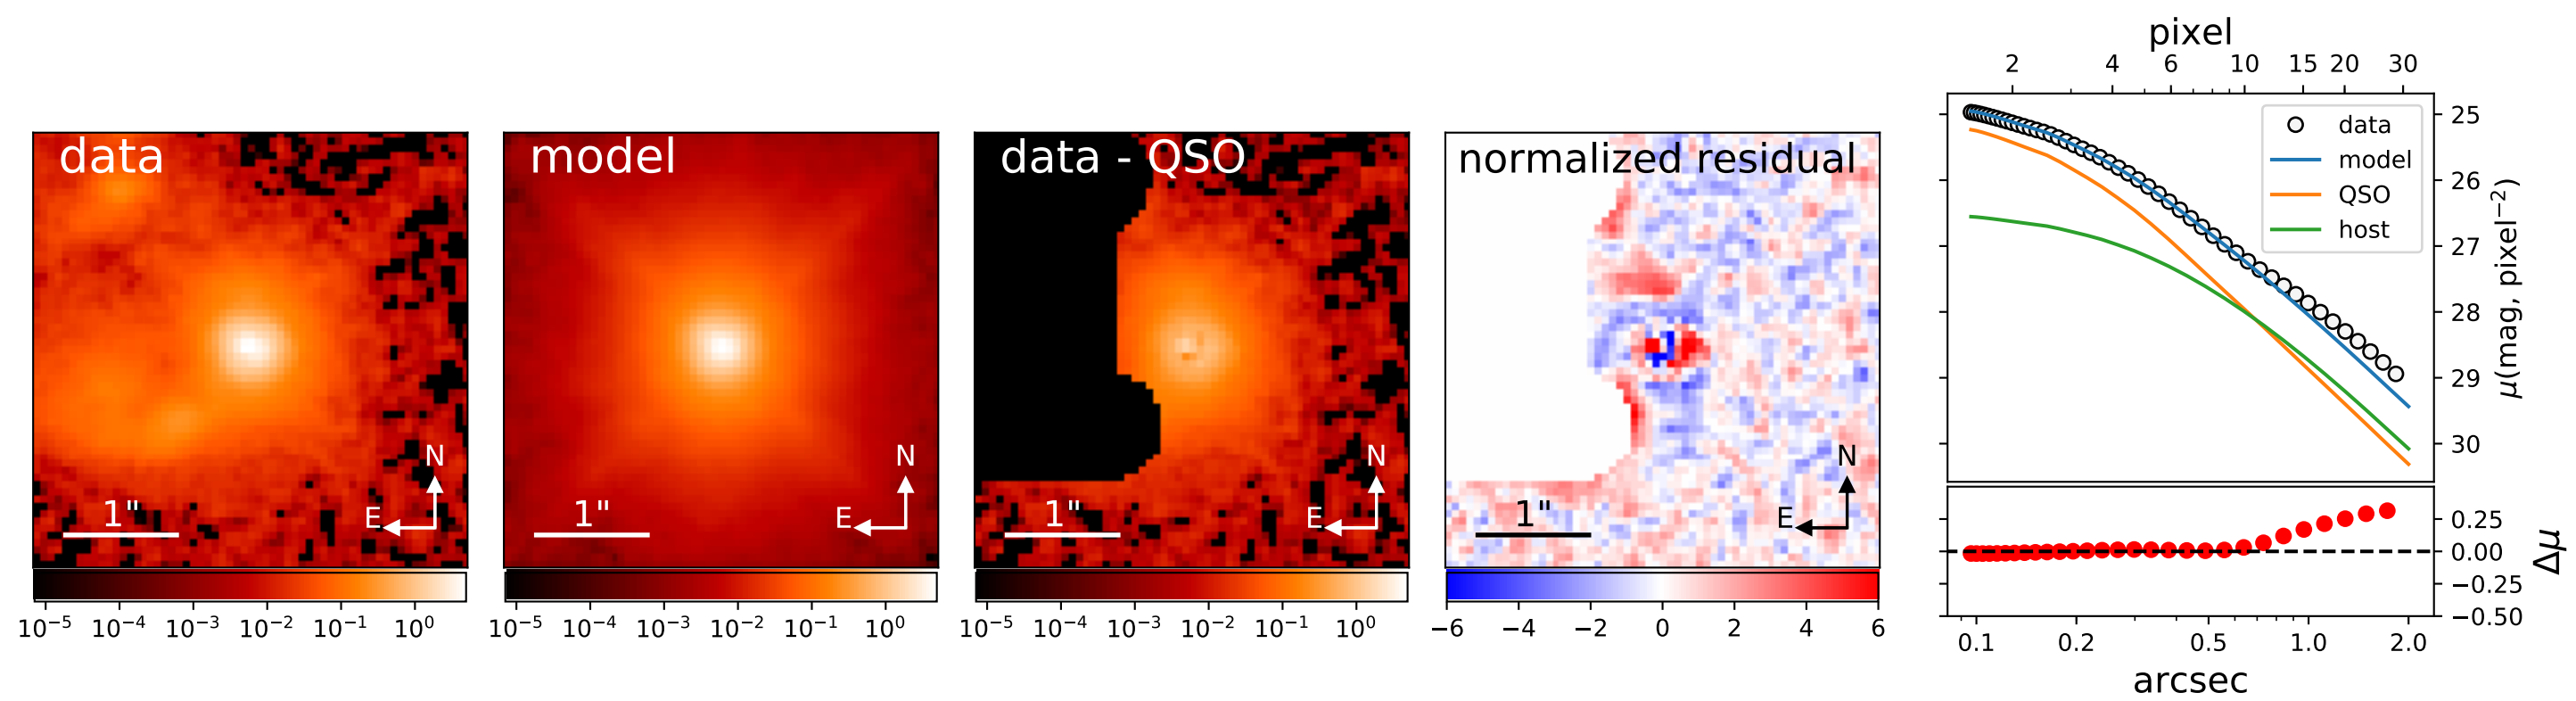 data
N
E
1"
10⁻⁵ 10⁻⁴ 10⁻³ 10⁻² 10⁻¹ 10⁰
model
N
E
1"
10⁻⁵ 10⁻⁴ 10⁻³ 10⁻² 10⁻¹ 10⁰
data - QSO
N
E
1"
10⁻⁵ 10⁻⁴ 10⁻³ 10⁻² 10⁻¹ 10⁰
normalized residual
N
E
1"
−6 −4 −2 0 2 4 6
pixel
2 4 6 10 15 20 30
data
model
QSO
host
25
26
27
28
29
30
μ(mag, pixel⁻²)
0.25
0.00
−0.25
−0.50
Δμ
0.1 0.2 0.5 1.0 2.0
arcsec